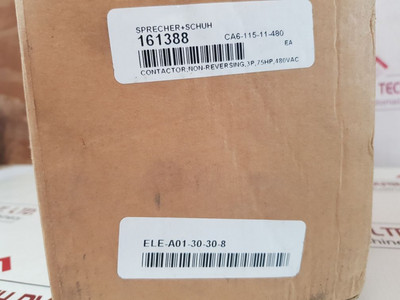 SPRECHER+SCHUH
161388 CA6-115-11-480
EA
CONTACTOR,NON-REVERSING,3P,75HP,480VAC
ELE-A01-30-30-8